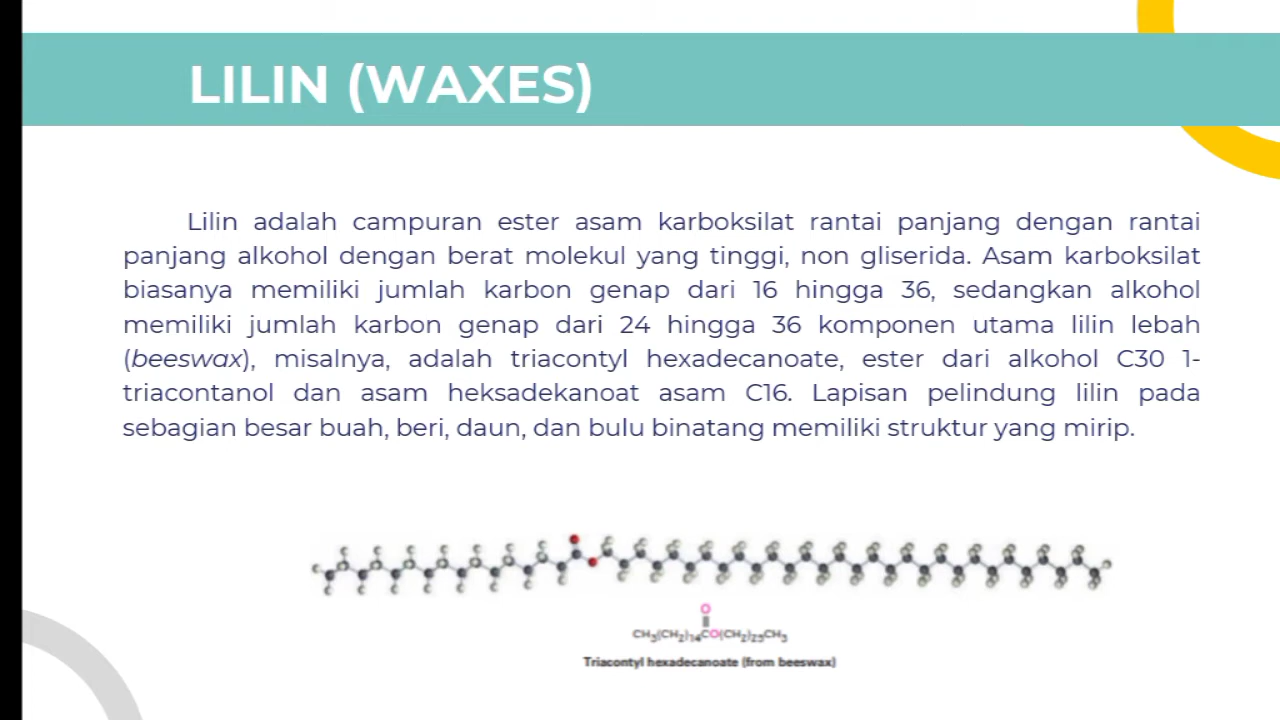 LILIN (WAXES)
Lilin adalah campuran ester asam karboksilat rantai panjang dengan rantai
panjang alkohol dengan berat molekul yang tinggi, non gliserida. Asam karboksilat
biasanya memiliki jumlah karbon genap dari 16 hingga 36, sedangkan alkohol
memiliki jumlah karbon genap dari 24 hingga 36 komponen utama lilin lebah
(beeswax), misalnya, adalah triacontyl hexadecanoate, ester dari alkohol C30 1-
triacontanol dan asam heksadekanoat asam C16. Lapisan pelindung lilin pada
sebagian besar buah, beri, daun, dan bulu binatang memiliki struktur yang mirip.
O
CH₃(CH₂)₁₄CO(CH₂)₂₉CH₃
Triacontyl hexadecanoate (from beeswax)